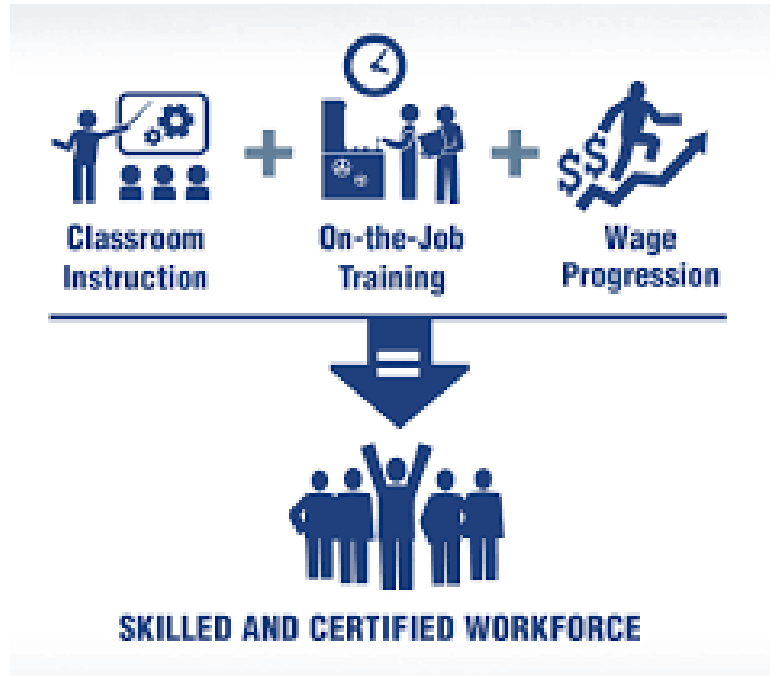 Classroom
Instruction
+
On-the-Job
Training
+
$$
Wage
Progression
=
SKILLED AND CERTIFIED WORKFORCE